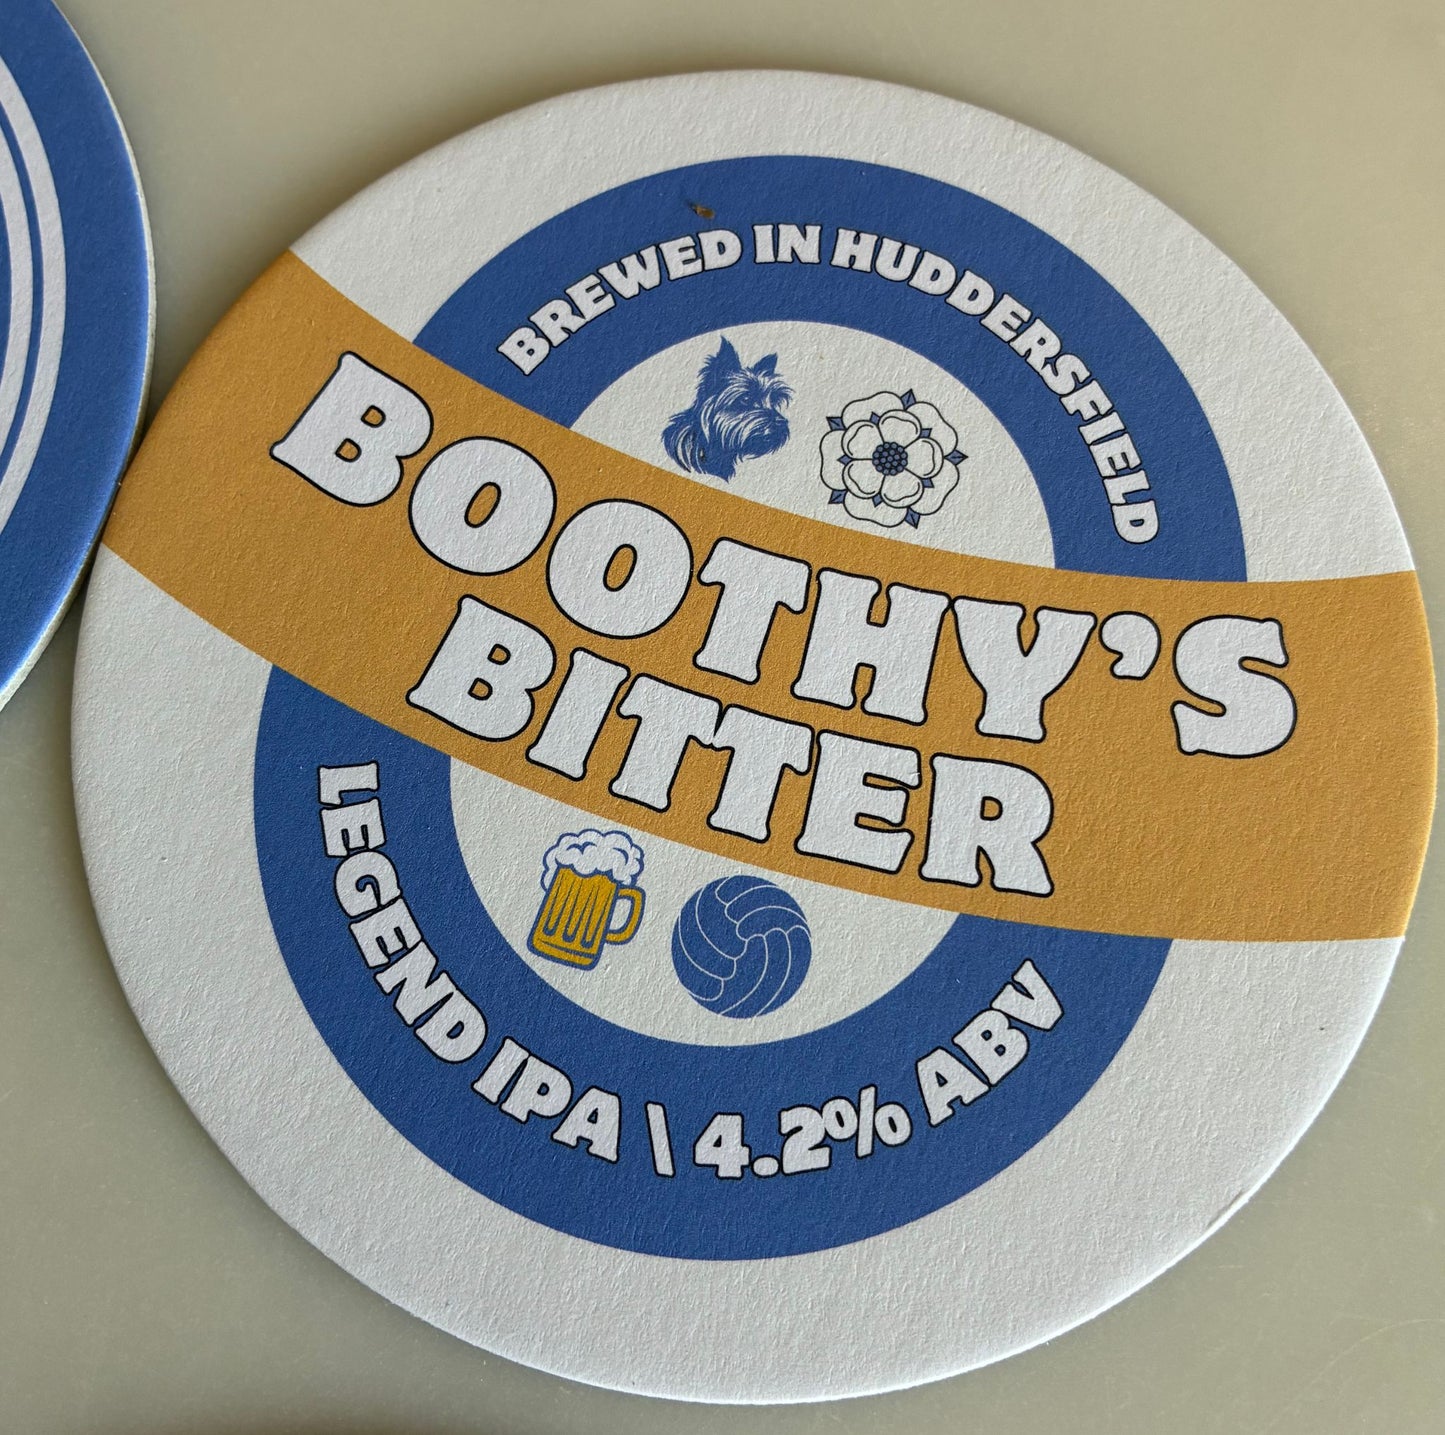 BREWED IN HUDDERSFIELD
BOOTHY'S
BITTER
LEGEND IPA \ 4.2% ABV